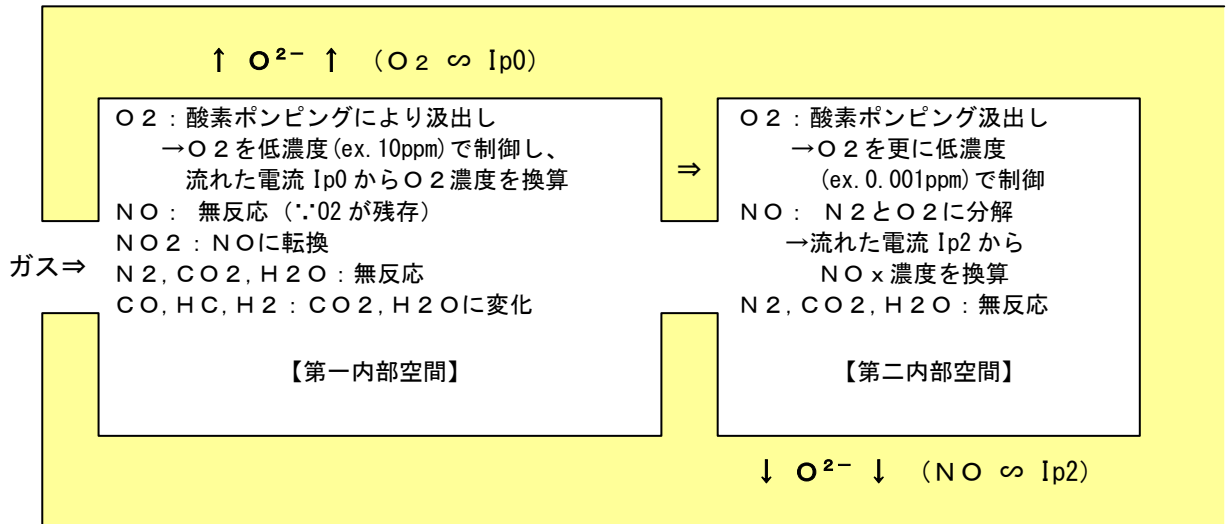 ↑ O²⁻ ↑ (O2 ∽ Ip0)
ガス⇒
O2:酸素ポンピングにより汲出し
→O2を低濃度(ex.10ppm)で制御し、
流れた電流 Ip0 からO2濃度を換算
NO: 無反応 (∵O2 が残存)
NO2:NOに転換
N2,CO2,H2O:無反応
CO,HC,H2:CO2,H2Oに変化
【第一内部空間】
⇒
O2:酸素ポンピング汲出し
→O2を更に低濃度
(ex.0.001ppm)で制御
NO: N2とO2に分解
→流れた電流 Ip2 から
NOx濃度を換算
N2,CO2,H2O:無反応
【第二内部空間】
↓ O²⁻ ↓ (NO ∽ Ip2)